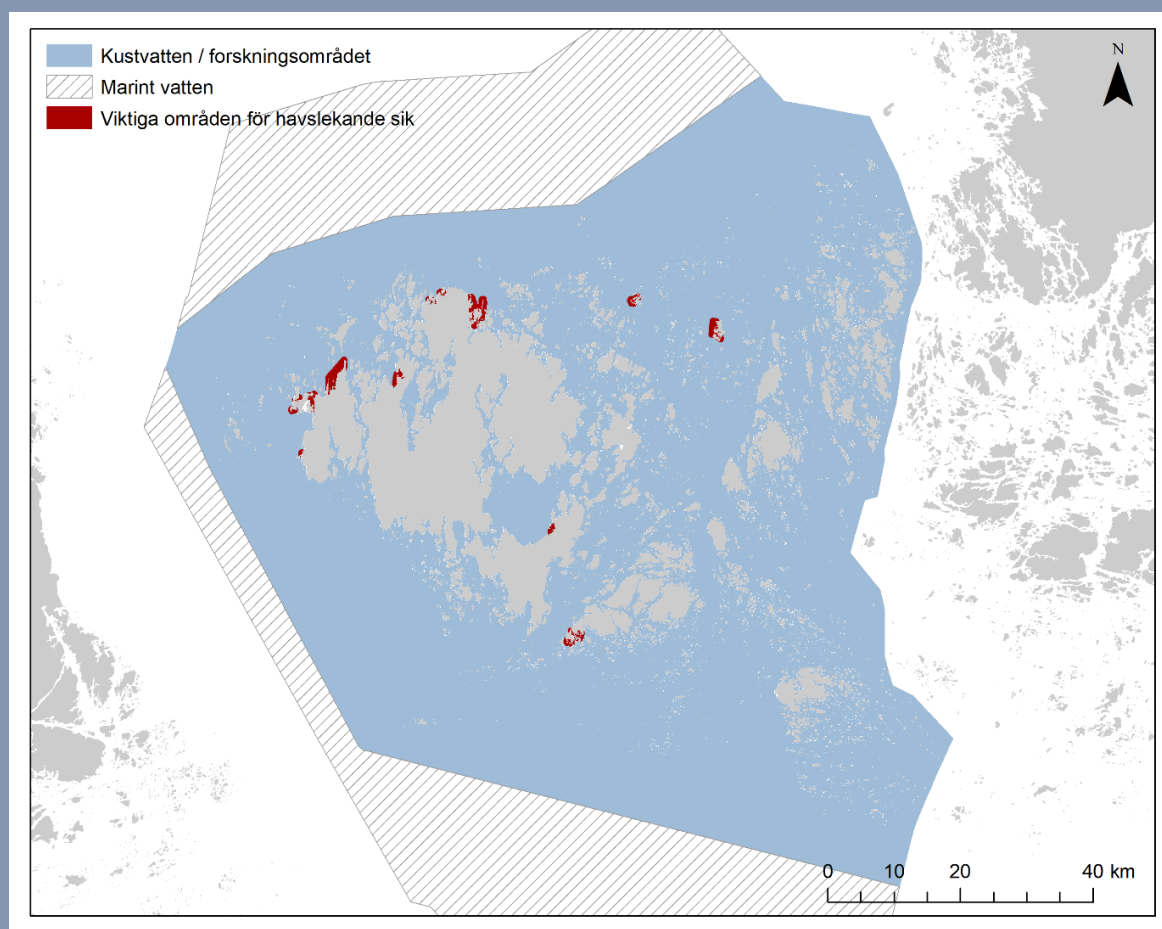 Kustvatten / forskningsområdet
Marint vatten
Viktiga områden för havslekande sik
N
0 10 20 40 km